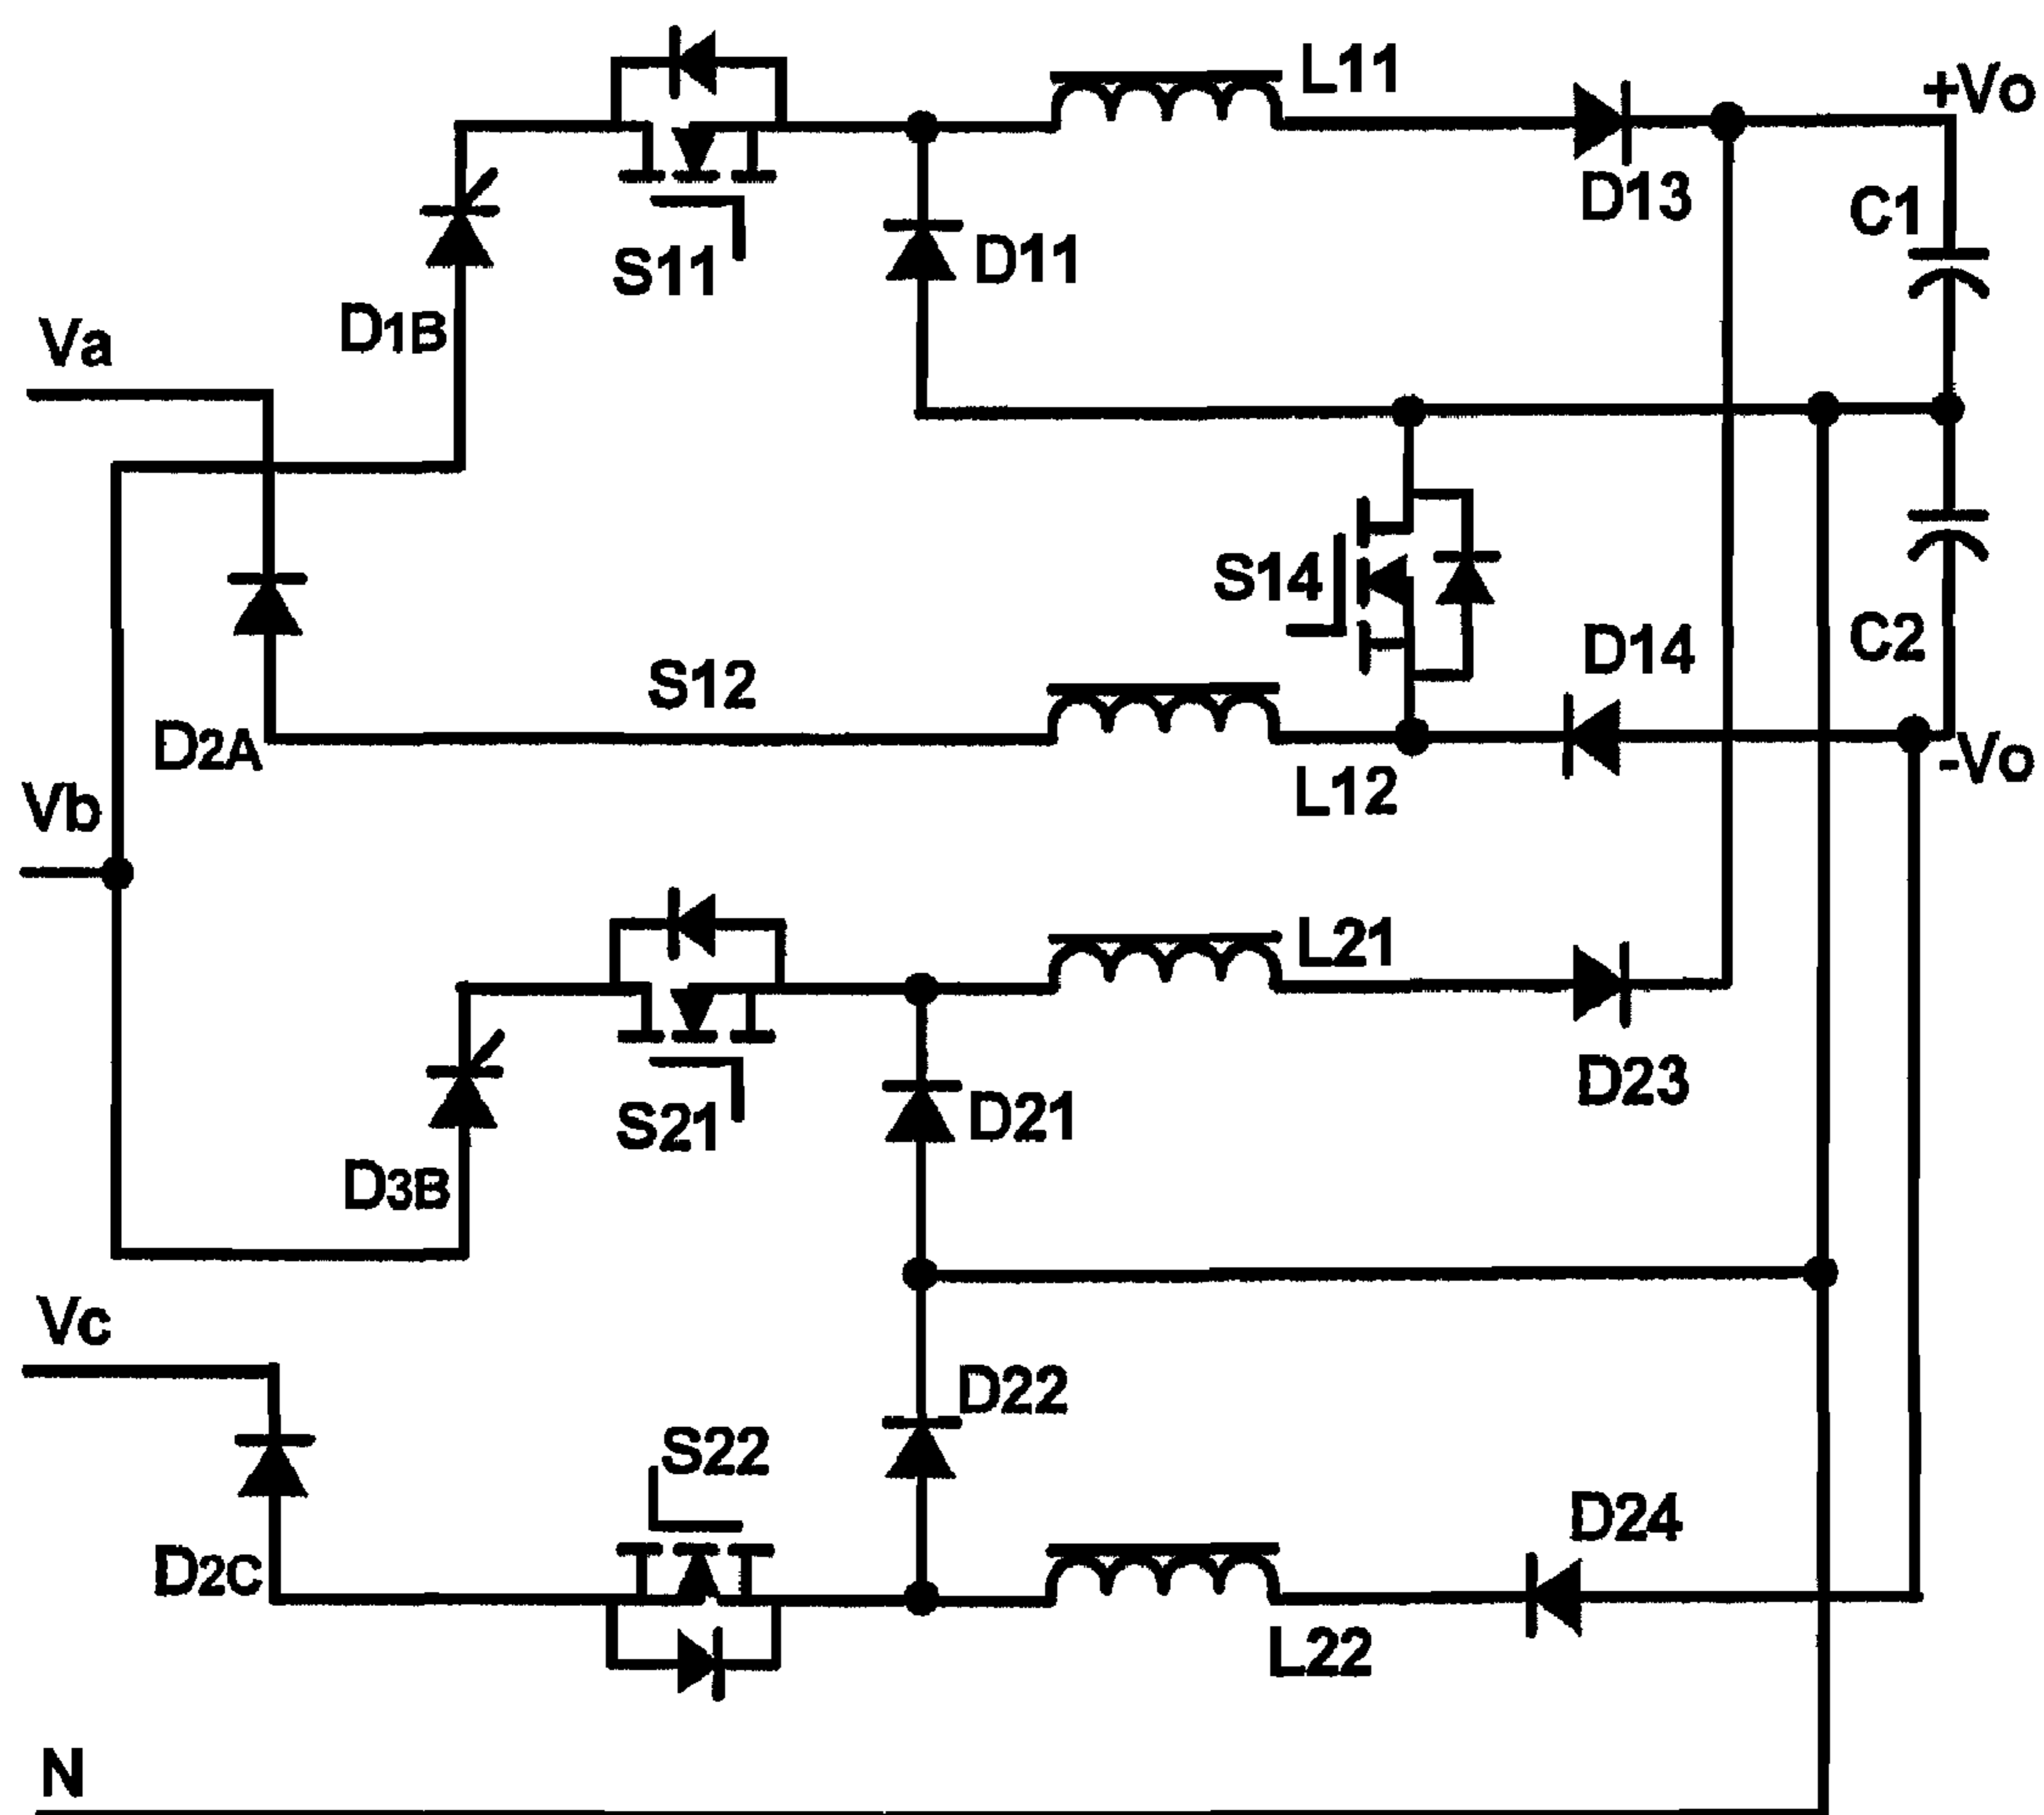 L11
+Vo
D13
C1
S11
D11
D1B
Va
S14
D14
C2
S12
D2A
L12
-Vo
Vb
L21
D23
S21
D21
D3B
Vc
D22
S22
D24
D2C
L22
N